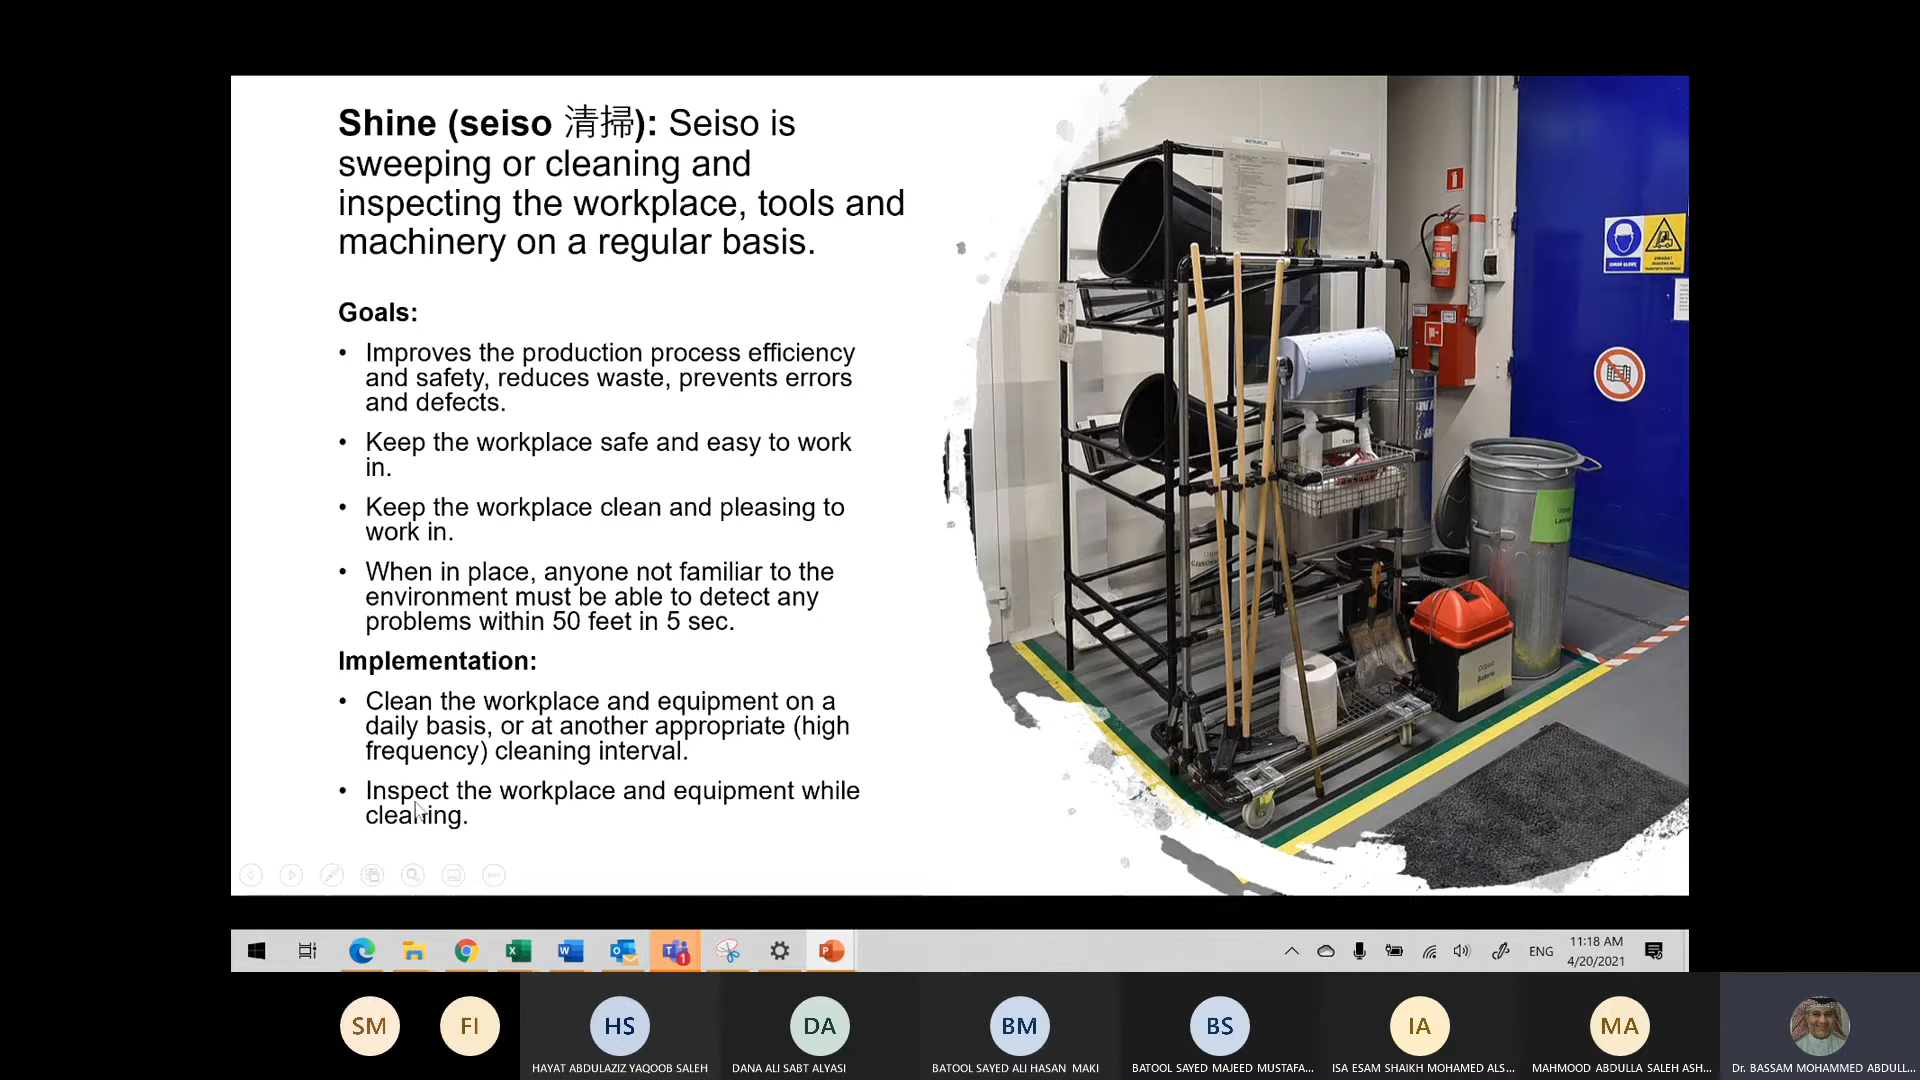 Shine (seiso 清掃): Seiso is
sweeping or cleaning and
inspecting the workplace, tools and
machinery on a regular basis.
Goals:
• Improves the production process efficiency
and safety, reduces waste, prevents errors
and defects.
• Keep the workplace safe and easy to work
in.
• Keep the workplace clean and pleasing to
work in.
• When in place, anyone not familiar to the
environment must be able to detect any
problems within 50 feet in 5 sec.
Implementation:
• Clean the workplace and equipment on a
daily basis, or at another appropriate (high
frequency) cleaning interval.
• Inspect the workplace and equipment while
cleaning.
UWAGA!
Odpad
Baterie
ENG
11:18 AM
4/20/2021
1
SM
FI
HS
DA
BM
BS
IA
MA
HAYAT ABDULAZIZ YAQOOB SALEH
DANA ALI SABT ALYASI
BATOOL SAYED ALI HASAN MAKI
BATOOL SAYED MAJEED MUSTAFA...
ISA ESAM SHAIKH MOHAMED ALS...
MAHMOOD ABDULLA SALEH ASH...
Dr. BASSAM MOHAMMED ABDULL...